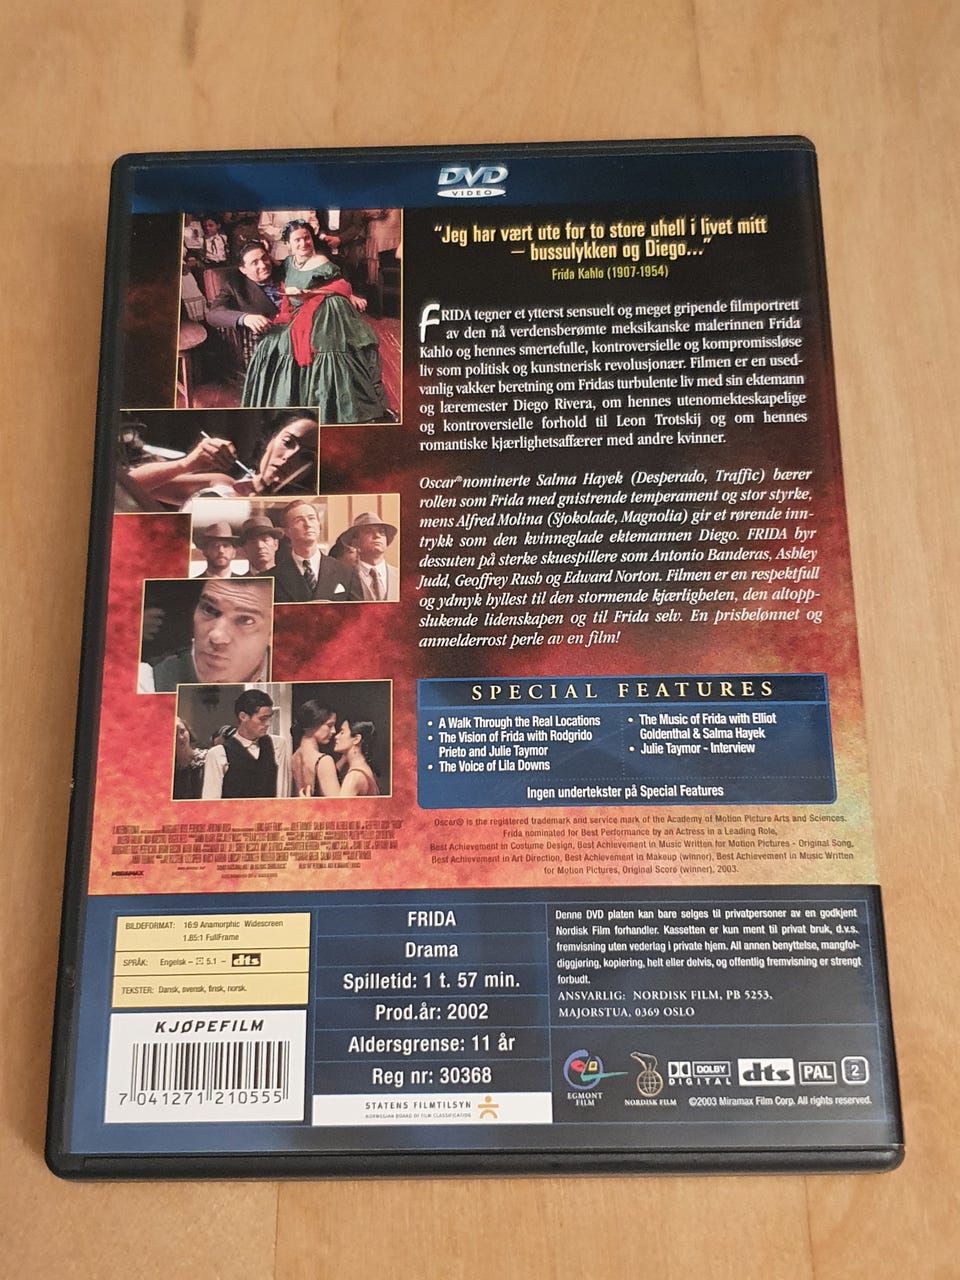 DVD
VIDEO
"Jeg har vært ute for to store uhell i livet mitt
– bussulykken og Diego..."
Frida Kahlo (1907-1954)
FRIDA tegner et ytterst sensuelt og meget gripende filmportrett
av den nå verdensberømte meksikanske malerinnen Frida
Kahlo og hennes smertefulle, kontroversielle og kompromissløse
liv som politisk og kunstnerisk revolusjonær. Filmen er en used-
vanlig vakker beretning om Fridas turbulente liv med sin ektemann
og læremester Diego Rivera, om hennes utenomekteskapelige
og kontroversielle forhold til Leon Trotskij og om hennes
romantiske kjærlighetsaffærer med andre kvinner.
Oscar®nominerte Salma Hayek (Desperado, Traffic) bærer
rollen som Frida med gnistrende temperament og stor styrke,
mens Alfred Molina (Sjokolade, Magnolia) gir et rørende inn-
trykk som den kvinneglade ektemannen Diego. FRIDA byr
dessuten på sterke skuespillere som Antonio Banderas, Ashley
Judd, Geoffrey Rush og Edward Norton. Filmen er en respektfull
og ydmyk hyllest til den stormende kjærligheten, den altopp-
slukende lidenskapen og til Frida selv. En prisbelønnet og
anmelderrost perle av en film!
SPECIAL FEATURES
• A Walk Through the Real Locations
• The Vision of Frida with Rodgrido
Prieto and Julie Taymor
• The Voice of Lila Downs
• The Music of Frida with Elliot
Goldenthal & Salma Hayek
• Julie Taymor - Interview
Ingen undertekster på Special Features
Oscar® is the registered trademark and service mark of the Academy of Motion Picture Arts and Sciences.
Frida nominated for Best Performance by an Actress in a Leading Role,
Best Achievement in Costume Design, Best Achievement in Music Written for Motion Pictures - Original Song,
Best Achievement in Art Direction, Best Achievement in Makeup (winner), Best Achievement in Music Written
for Motion Pictures, Original Score (winner), 2003.
MIRAMAX
BILDEFORMAT: 16:9 Anamorphic Widescreen
1.85:1 FullFrame
SPRÅK: Engelsk – 5.1 - dts
TEKSTER: Dansk, svensk, finsk, norsk.
KJØPEFILM
7 041271 210555
FRIDA
Drama
Spilletid: 1 t. 57 min.
Prod.år: 2002
Aldersgrense: 11 år
Reg nr: 30368
STATENS FILMTILSYN
NORWEGIAN BOARD OF FILM CLASSIFICATION
Denne DVD platen kan bare selges til privatpersoner av en godkjent
Nordisk Film forhandler. Kassetten er kun ment til privat bruk, d.v.s.
fremvisning uten vederlag i private hjem. All annen benyttelse, mangfol-
diggjøring, kopiering, helt eller delvis, og offentlig fremvisning er strengt
forbudt.
ANSVARLIG: NORDISK FILM, PB 5253,
MAJORSTUA, 0369 OSLO
EGMONT
FILM
NORDISK FILM
DOLBY
DIGITAL
dts
PAL
2
©2003 Miramax Film Corp. All rights reserved.